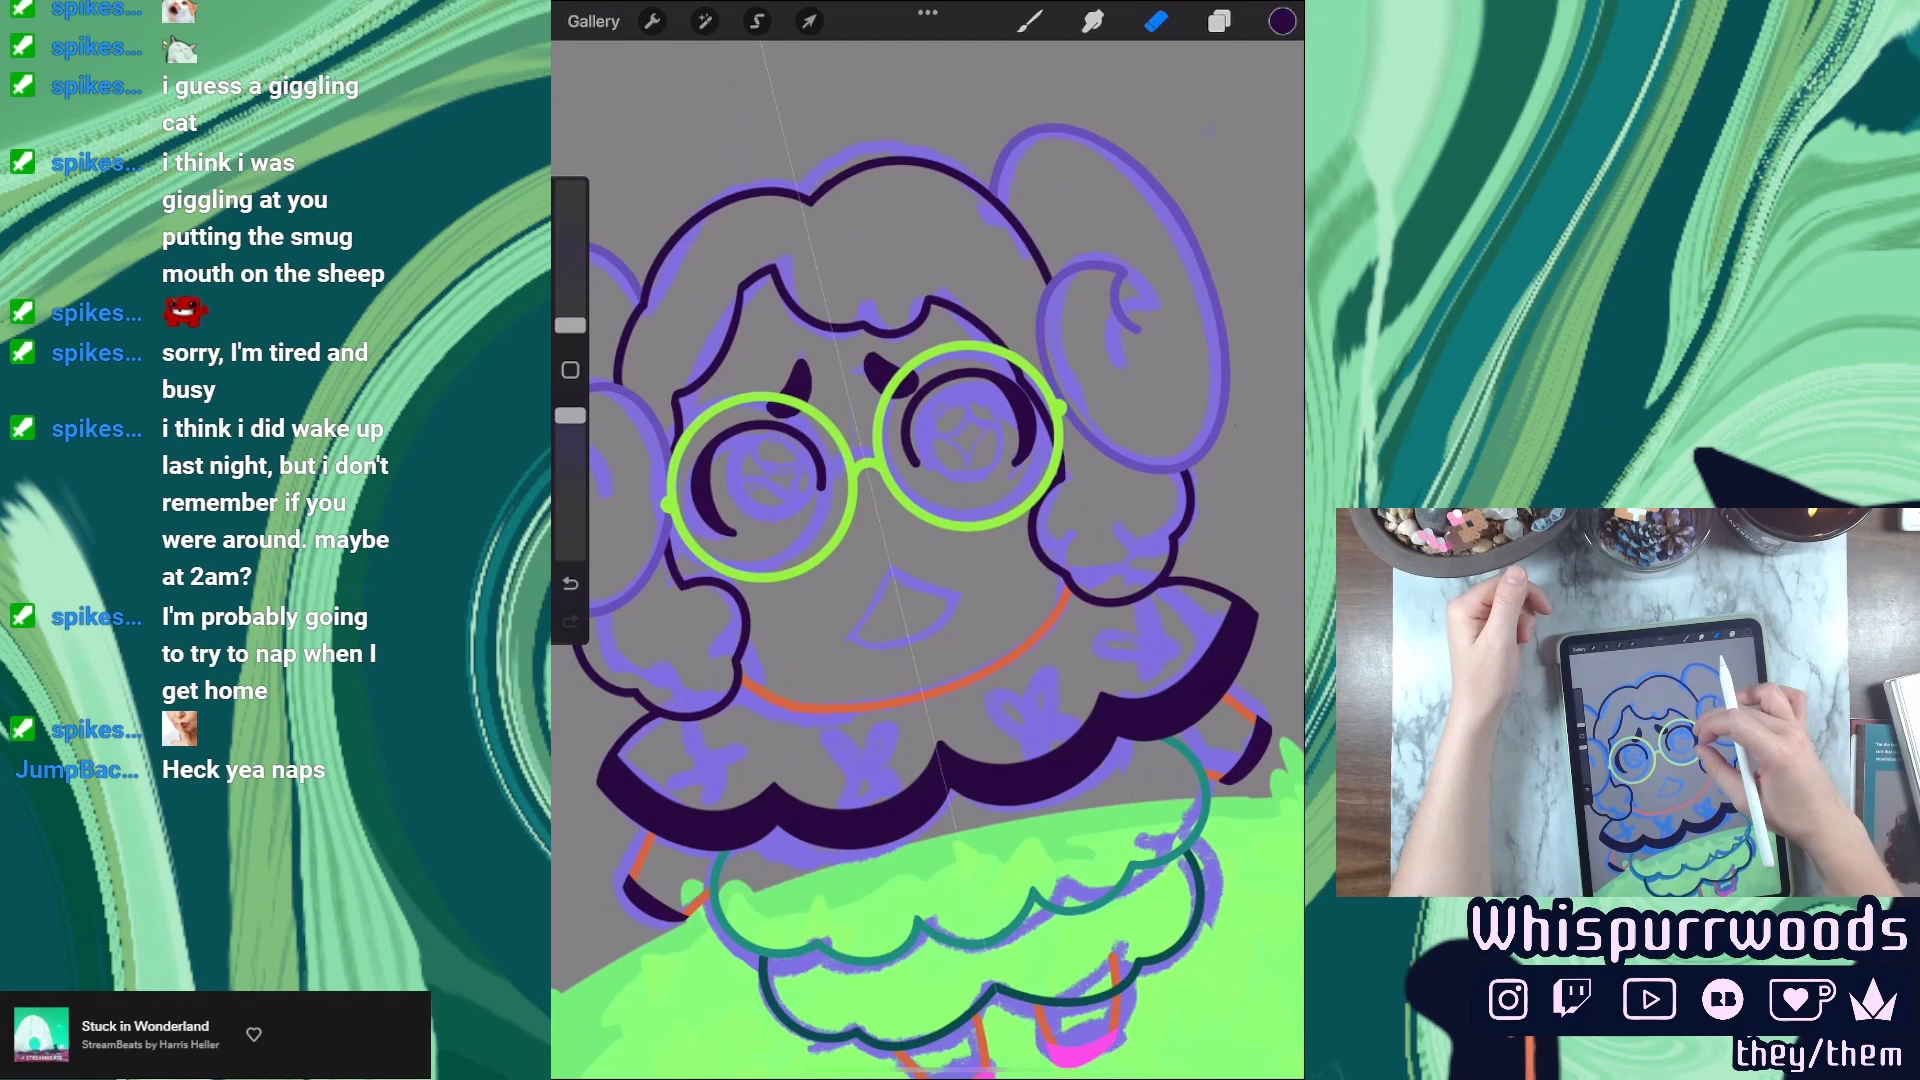 spikes...
spikes...
spikes... i guess a giggling
cat
spikes... i think i was
giggling at you
putting the smug
mouth on the sheep
spikes...
spikes... sorry, I'm tired and
busy
spikes... i think i did wake up
last night, but i don't
remember if you
were around. maybe
at 2am?
spikes... I'm probably going
to try to nap when I
get home
spikes...
JumpBac... Heck yea naps
Stuck in Wonderland
StreamBeats by Harris Heller
Gallery
Whispurrwoods
they/them